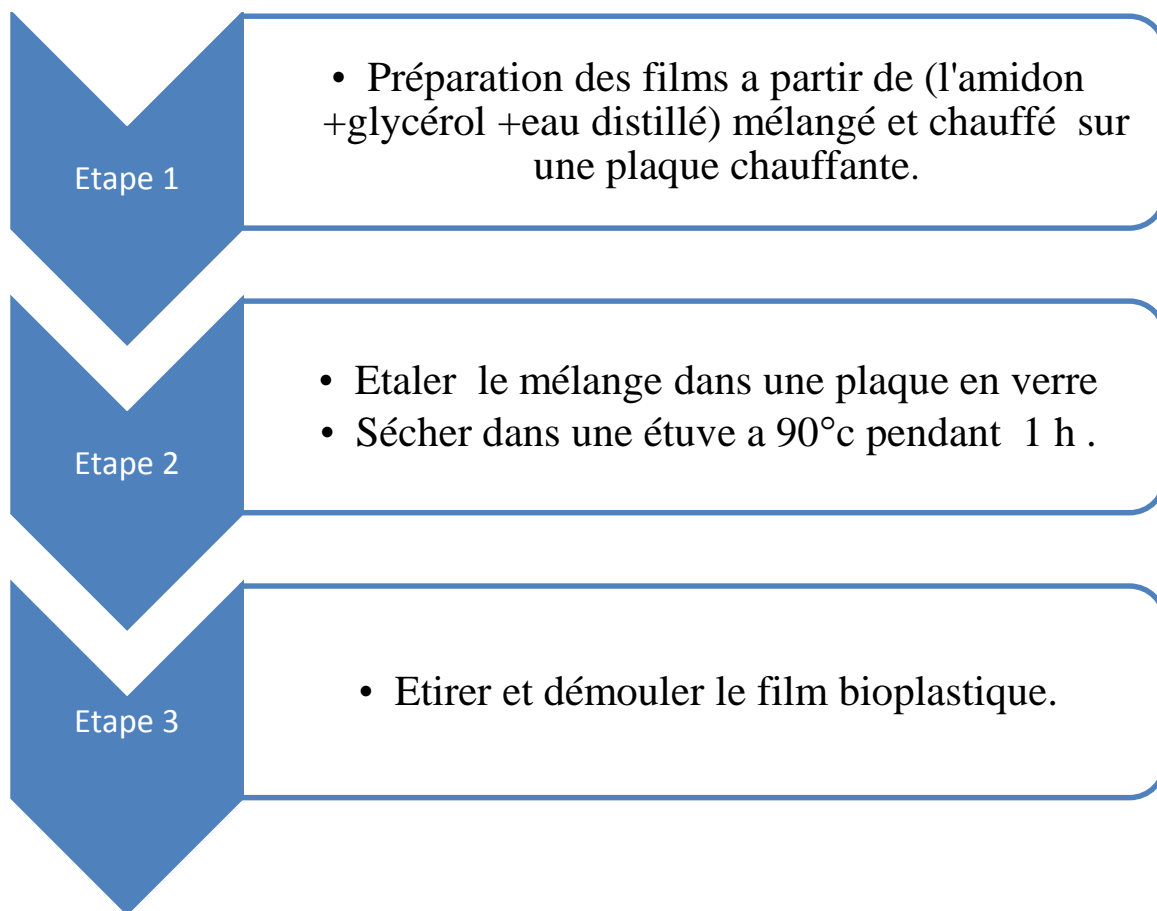 Etape 1
• Préparation des films a partir de (l'amidon
+glycérol +eau distillé) mélangé et chauffé sur
une plaque chauffante.
Etape 2
• Etaler le mélange dans une plaque en verre
• Sécher dans une étuve a 90°c pendant 1 h .
Etape 3
• Etirer et démouler le film bioplastique.